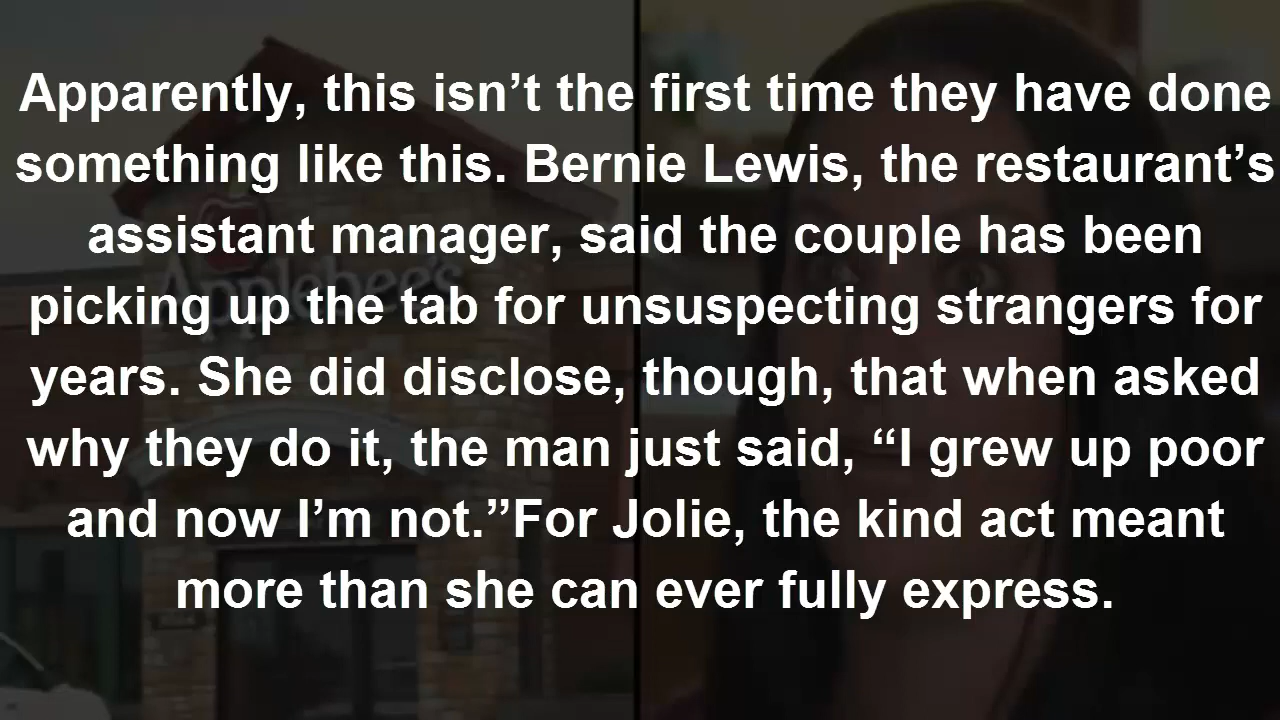 Apparently, this isn’t the first time they have done
something like this. Bernie Lewis, the restaurant’s
assistant manager, said the couple has been
picking up the tab for unsuspecting strangers for
years. She did disclose, though, that when asked
why they do it, the man just said, “I grew up poor
and now I’m not.”For Jolie, the kind act meant
more than she can ever fully express.
Applebee's